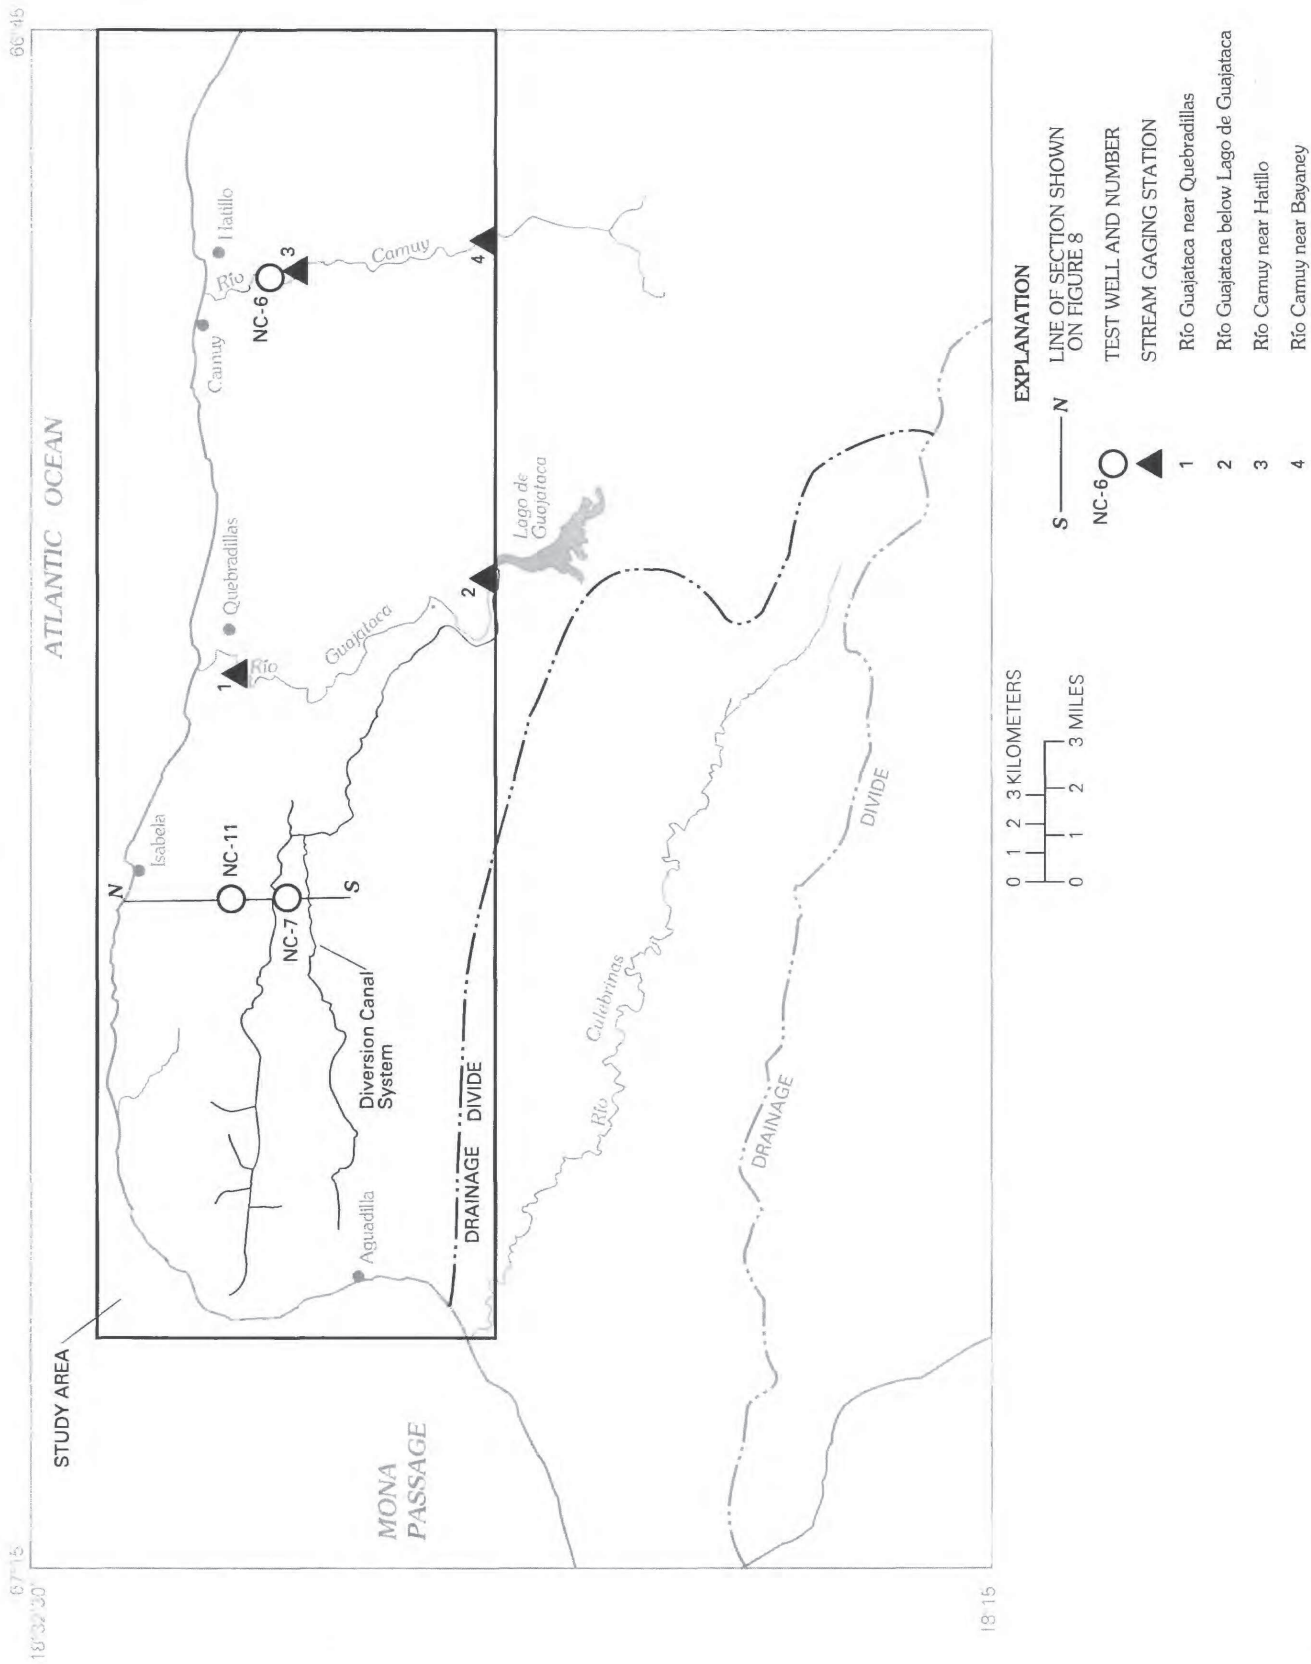 67°15'
18°32'30"
66°45'
ATLANTIC OCEAN
STUDY AREA
N
Isabela
NC-11
NC-7
S
Diversion Canal
System
Aguadilla
MONA
PASSAGE
1
Quebradillas
Río
Guajataca
2
Lago de
Guajataca
Camuy
Hatillo
Río
NC-6
3
Camuy
4
DRAINAGE DIVIDE
Río Culebrinas
DRAINAGE
DIVIDE
18°15'
0 1 2 3 KILOMETERS
0 1 2 3 MILES
EXPLANATION
S N LINE OF SECTION SHOWN
ON FIGURE 8
NC-6 TEST WELL AND NUMBER
STREAM GAGING STATION
1 Río Guajataca near Quebradillas
2 Río Guajataca below Lago de Guajataca
3 Río Camuy near Hatillo
4 Río Camuy near Bayaney